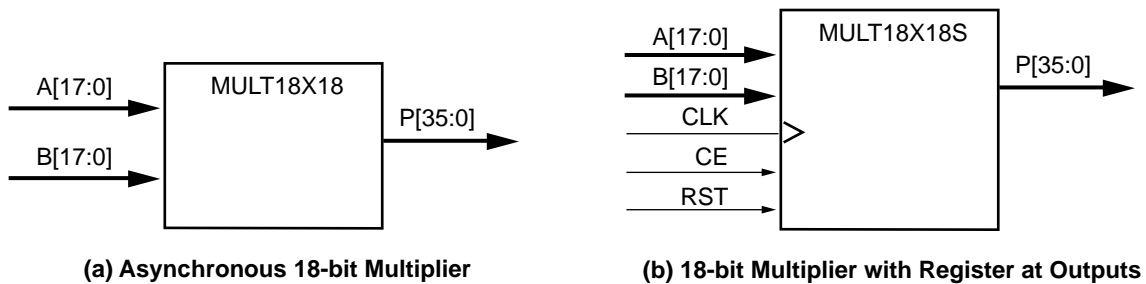 MULT18X18
A[17:0]
B[17:0]
P[35:0]
(a) Asynchronous 18-bit Multiplier
MULT18X18S
A[17:0]
B[17:0]
CLK
CE
RST
P[35:0]
(b) 18-bit Multiplier with Register at Outputs